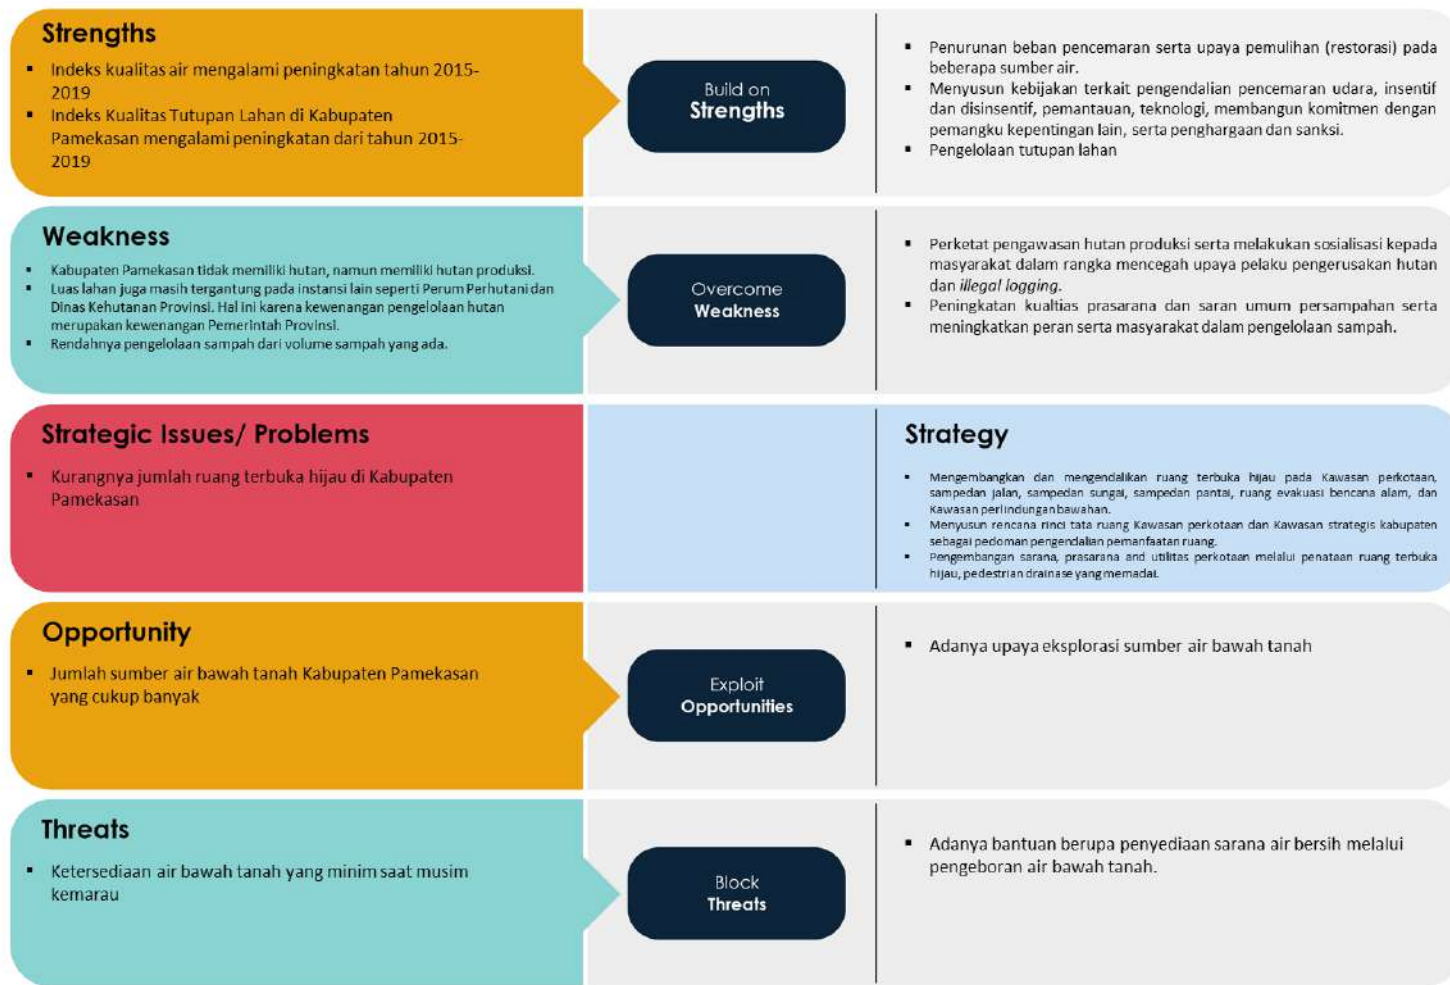 Strengths
▪ Indeks kualitas air mengalami peningkatan tahun 2015-
2019
▪ Indeks Kualitas Tutupan Lahan di Kabupaten
Pamekasan mengalami peningkatan dari tahun 2015-
2019
Build on
Strengths
▪ Penurunan beban pencemaran serta upaya pemulihan (restorasi) pada
beberapa sumber air.
▪ Menyusun kebijakan terkait pengendalian pencemaran udara, insentif
dan disinsentif, pemantauan, teknologi, membangun komitmen dengan
pemangku kepentingan lain, serta penghargaan dan sanksi.
▪ Pengelolaan tutupan lahan
Weakness
▪ Kabupaten Pamekasan tidak memiliki hutan, namun memiliki hutan produksi.
▪ Luas lahan juga masih tergantung pada instansi lain seperti Perum Perhutani dan
Dinas Kehutanan Provinsi. Hal ini karena kewenangan pengelolaan hutan
merupakan kewenangan Pemerintah Provinsi.
▪ Rendahnya pengelolaan sampah dari volume sampah yang ada.
Overcome
Weakness
▪ Perketat pengawasan hutan produksi serta melakukan sosialisasi kepada
masyarakat dalam rangka mencegah upaya pelaku pengerusakan hutan
dan illegal logging.
▪ Peningkatan kualtias prasarana dan saran umum persampahan serta
meningkatkan peran serta masyarakat dalam pengelolaan sampah.
Strategic Issues/ Problems
▪ Kurangnya jumlah ruang terbuka hijau di Kabupaten
Pamekasan
Strategy
▪ Mengembangkan dan mengendalikan ruang terbuka hijau pada Kawasan perkotaan,
sampedan jalan, sampedan sungai, sampedan pantai, ruang evakuasi bencana alam, dan
Kawasan perlindungan bawahan.
▪ Menyusun rencana rinci tata ruang Kawasan perkotaan dan Kawasan strategis kabupaten
sebagai pedoman pengendalian pemanfaatan ruang.
▪ Pengembangan sarana, prasarana and utilitas perkotaan melalui penataan ruang terbuka
hijau, pedestrian drainase yang memadai.
Opportunity
▪ Jumlah sumber air bawah tanah Kabupaten Pamekasan
yang cukup banyak
Exploit
Opportunities
▪ Adanya upaya eksplorasi sumber air bawah tanah
Threats
▪ Ketersediaan air bawah tanah yang minim saat musim
kemarau
Block
Threats
▪ Adanya bantuan berupa penyediaan sarana air bersih melalui
pengeboran air bawah tanah.